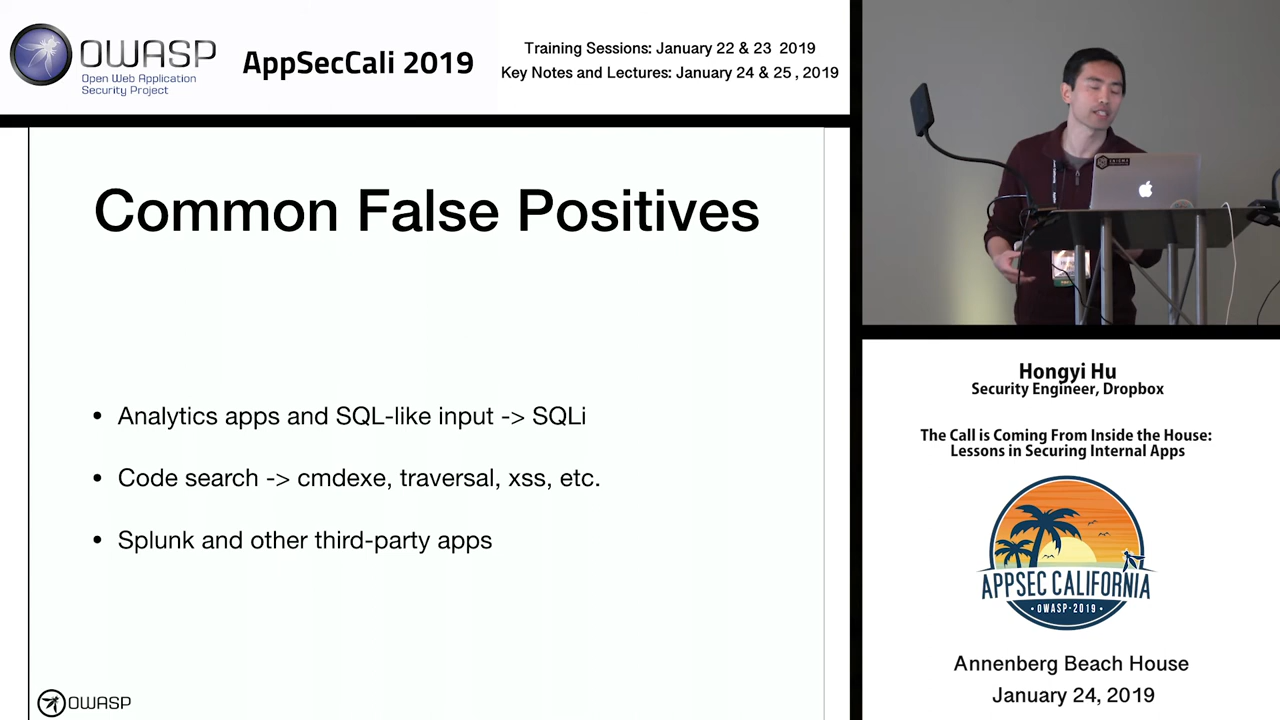 OWASP
Open Web Application
Security Project
AppSecCali 2019
Training Sessions: January 22 & 23 2019
Key Notes and Lectures: January 24 & 25 , 2019
Common False Positives
• Analytics apps and SQL-like input -> SQLi
• Code search -> cmdexe, traversal, xss, etc.
• Splunk and other third-party apps
OWASP
Hongyi Hu
Security Engineer, Dropbox
The Call is Coming From Inside the House:
Lessons in Securing Internal Apps
APPSEC CALIFORNIA
• OWASP-2019 •
Annenberg Beach House
January 24, 2019